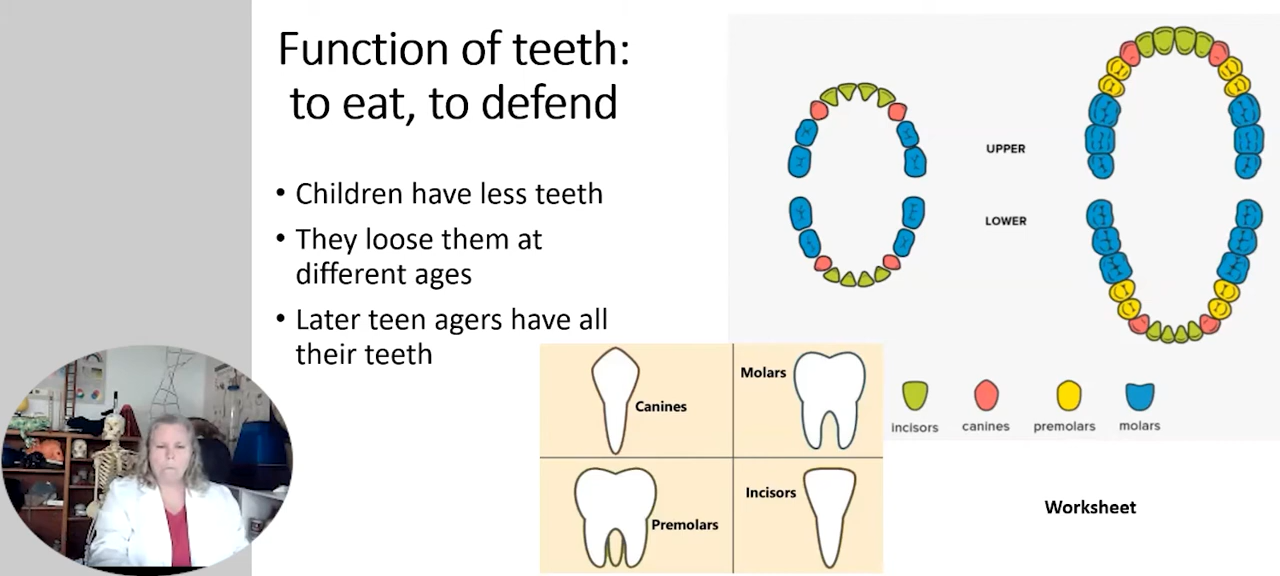 Function of teeth:
to eat, to defend
• Children have less teeth
• They loose them at
different ages
• Later teen agers have all
their teeth
UPPER
LOWER
incisors
canines
premolars
molars
Canines
Molars
Premolars
Incisors
Worksheet